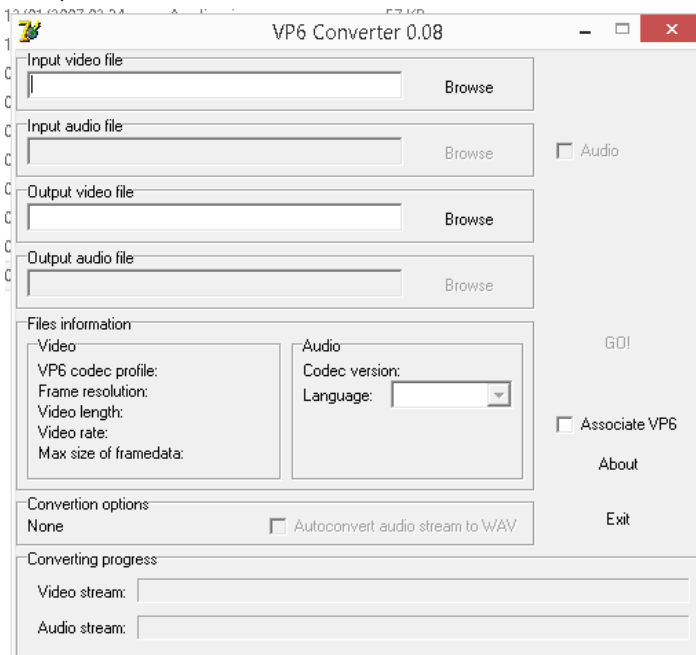 VP6 Converter 0.08
Input video file
Browse
Input audio file
Browse
Audio
Output video file
Browse
Output audio file
Browse
Files information
Video
VP6 codec profile:
Frame resolution:
Video length:
Video rate:
Max size of framedata:
Audio
Codec version:
Language:
GO!
Associate VP6
About
Exit
Convertion options
None
Autoconvert audio stream to WAV
Converting progress
Video stream:
Audio stream: